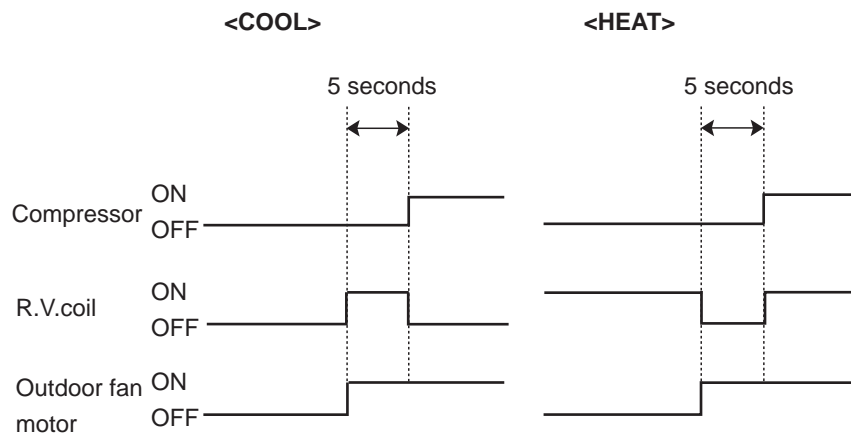 <COOL> <HEAT>
5 seconds 5 seconds
ON
Compressor
OFF
ON
R.V.coil
OFF
Outdoor fan ON
motor OFF